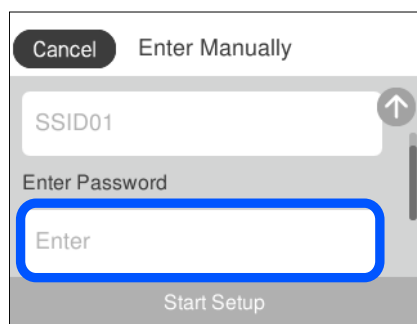 Cancel Enter Manually
SSID01
Enter Password
Enter
Start Setup